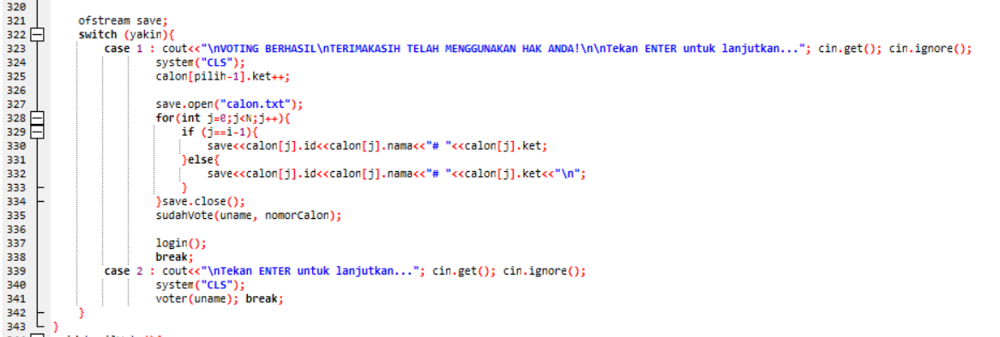 320
321 ofstream save;
322 switch (yakin){
323 case 1 : cout<<"\nVOTING BERHASIL\nTERIMAKASIH TELAH MENGGUNAKAN HAK ANDA!\n\nTekan ENTER untuk lanjutkan..."; cin.get(); cin.ignore();
324 system("CLS");
325 calon[pilih-1].ket++;
326
327 save.open("calon.txt");
328 for(int j=0;j<N;j++){
329 if (j==i-1){
330 save<<calon[j].id<<calon[j].nama<<"# "<<calon[j].ket;
331 }else{
332 save<<calon[j].id<<calon[j].nama<<"# "<<calon[j].ket<<"\n";
333 }
334 }save.close();
335 sudahVote(uname, nomorCalon);
336
337 login();
338 break;
339 case 2 : cout<<"\nTekan ENTER untuk lanjutkan..."; cin.get(); cin.ignore();
340 system("CLS");
341 voter(uname); break;
342 }
343 }